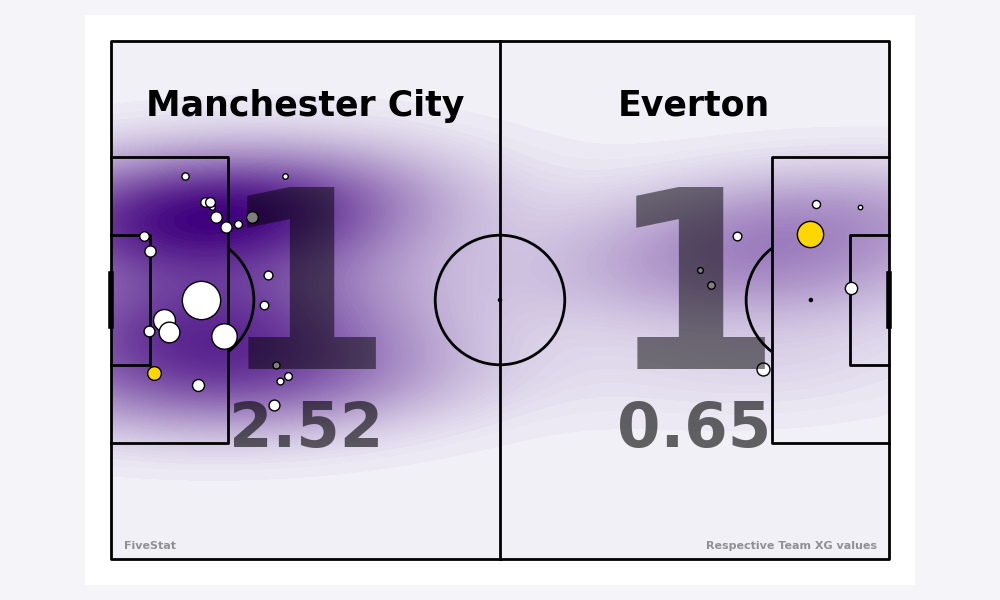 Manchester City
Everton
1
1
2.52
0.65
FiveStat
Respective Team XG values